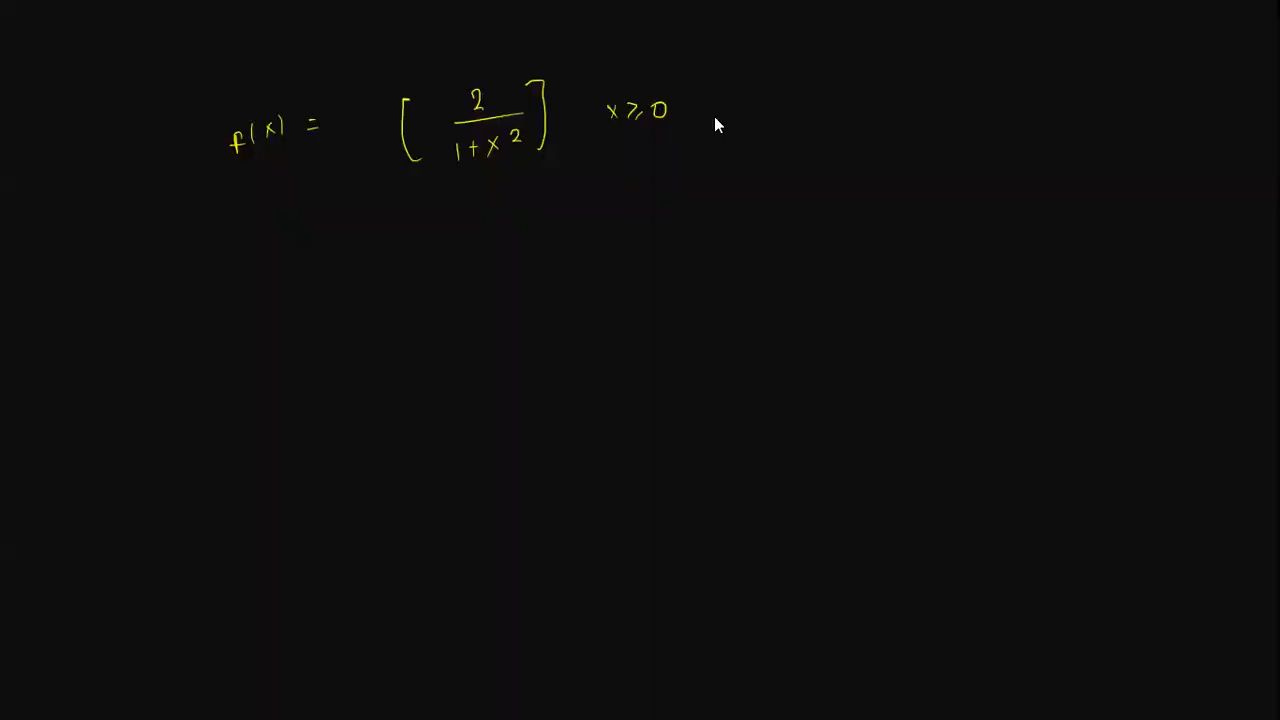 f(x) = [ 2/(1+x²) ] x ⩾ 0